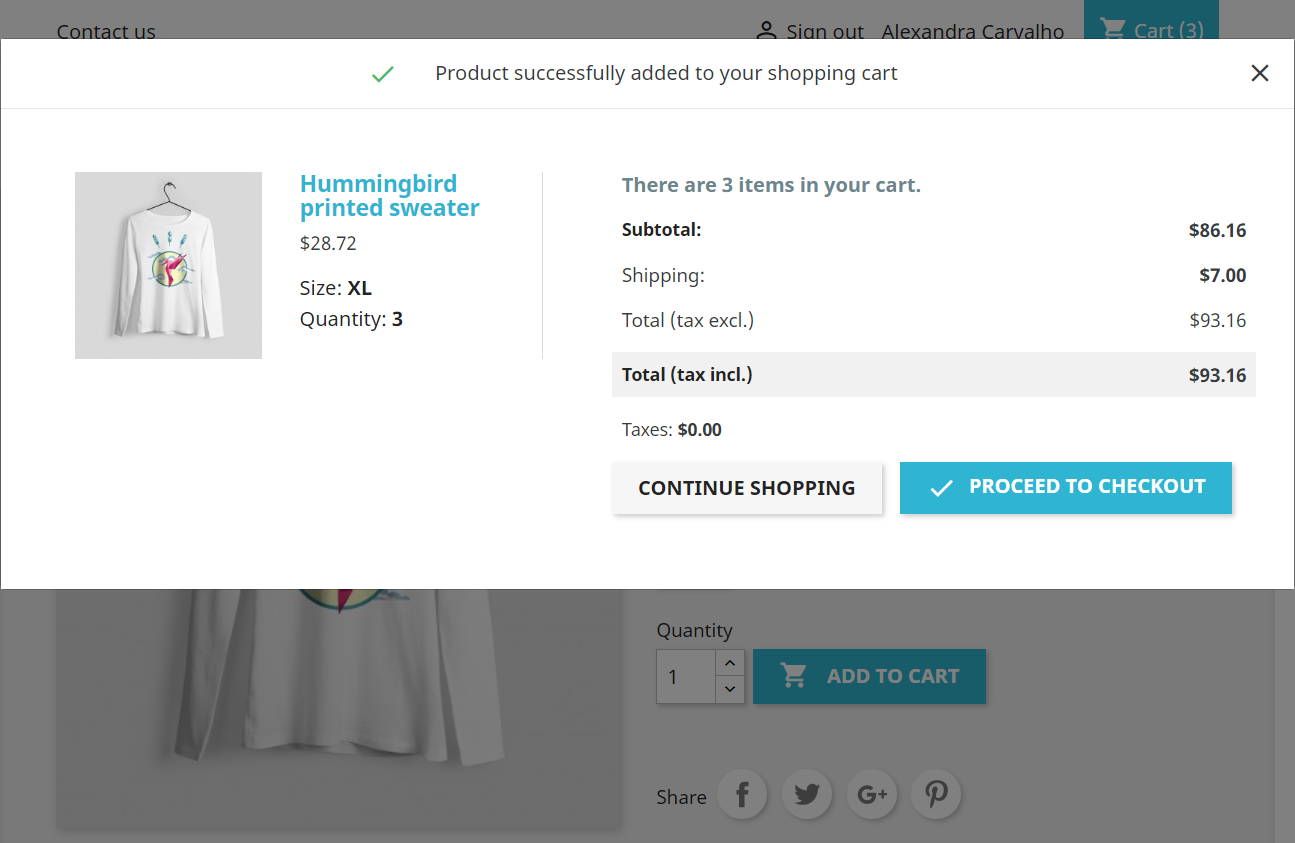 Contact us
Sign out
Alexandra Carvalho
Cart (3)
Product successfully added to your shopping cart
Hummingbird
printed sweater
$28.72
Size: XL
Quantity: 3
There are 3 items in your cart.
Subtotal: $86.16
Shipping: $7.00
Total (tax excl.) $93.16
Total (tax incl.) $93.16
Taxes: $0.00
CONTINUE SHOPPING
PROCEED TO CHECKOUT
Quantity
1
ADD TO CART
Share